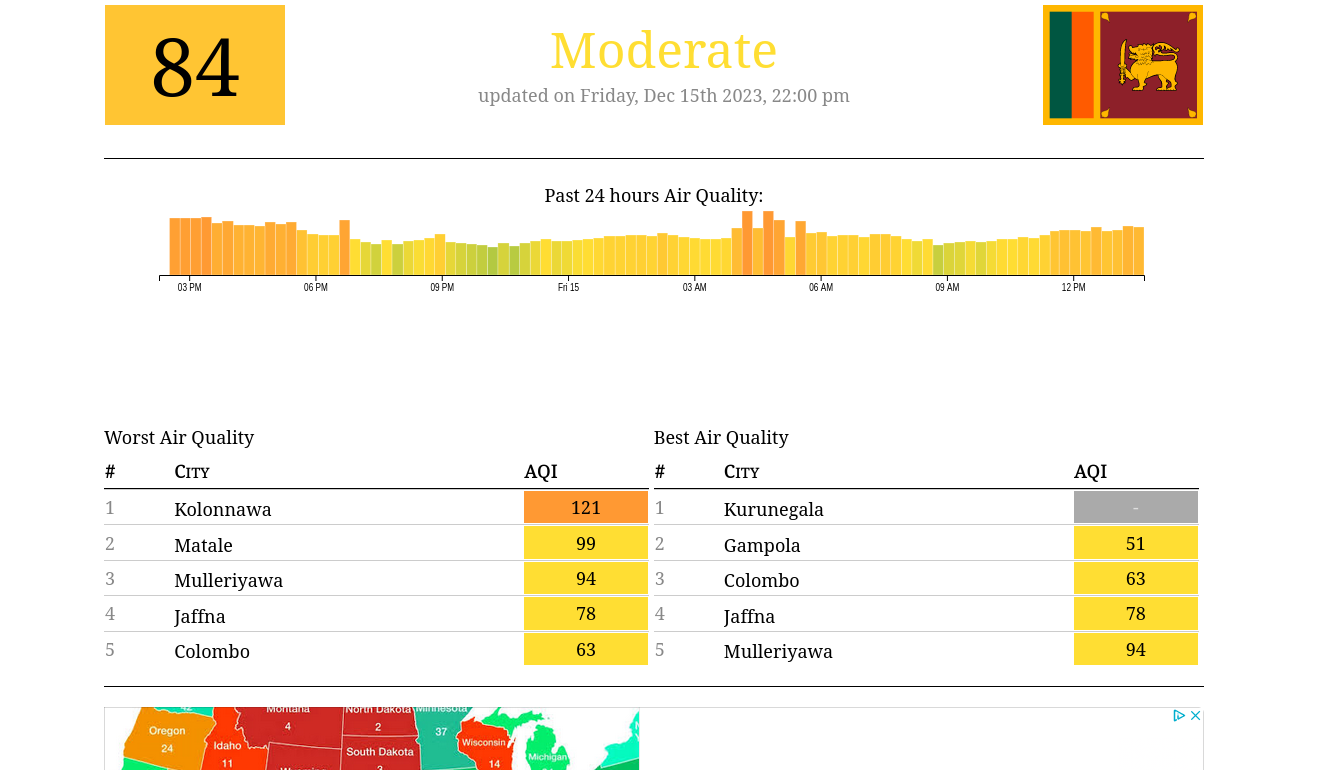 84
Moderate
updated on Friday, Dec 15th 2023, 22:00 pm
Past 24 hours Air Quality:
03 PM 06 PM 09 PM Fri 15 03 AM 06 AM 09 AM 12 PM
Worst Air Quality
# City AQI
1 Kolonnawa 121
2 Matale 99
3 Mulleriyawa 94
4 Jaffna 78
5 Colombo 63
Best Air Quality
# City AQI
1 Kurunegala -
2 Gampola 51
3 Colombo 63
4 Jaffna 78
5 Mulleriyawa 94
Montana
4
North Dakota
2
Minnesota
37
Oregon
24
Idaho
11
South Dakota
Wisconsin
14
Michigan